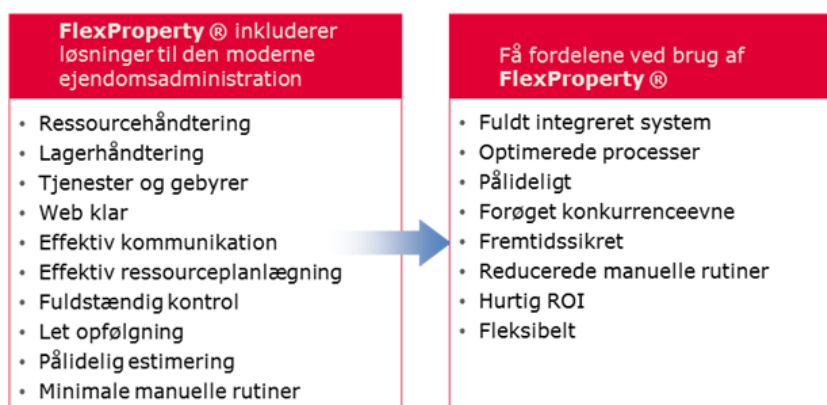 FlexProperty ® inkluderer
løsninger til den moderne
ejendomsadministration
• Ressourcehåndtering
• Lagerhåndtering
• Tjenester og gebyrer
• Web klar
• Effektiv kommunikation
• Effektiv ressourceplanlægning
• Fuldstændig kontrol
• Let opfølgning
• Pålidelig estimering
• Minimale manuelle rutiner
Få fordelene ved brug af
FlexProperty ®
• Fuldt integreret system
• Optimerede processer
• Pålideligt
• Forøget konkurrenceevne
• Fremtidssikret
• Reducerede manuelle rutiner
• Hurtig ROI
• Fleksibelt